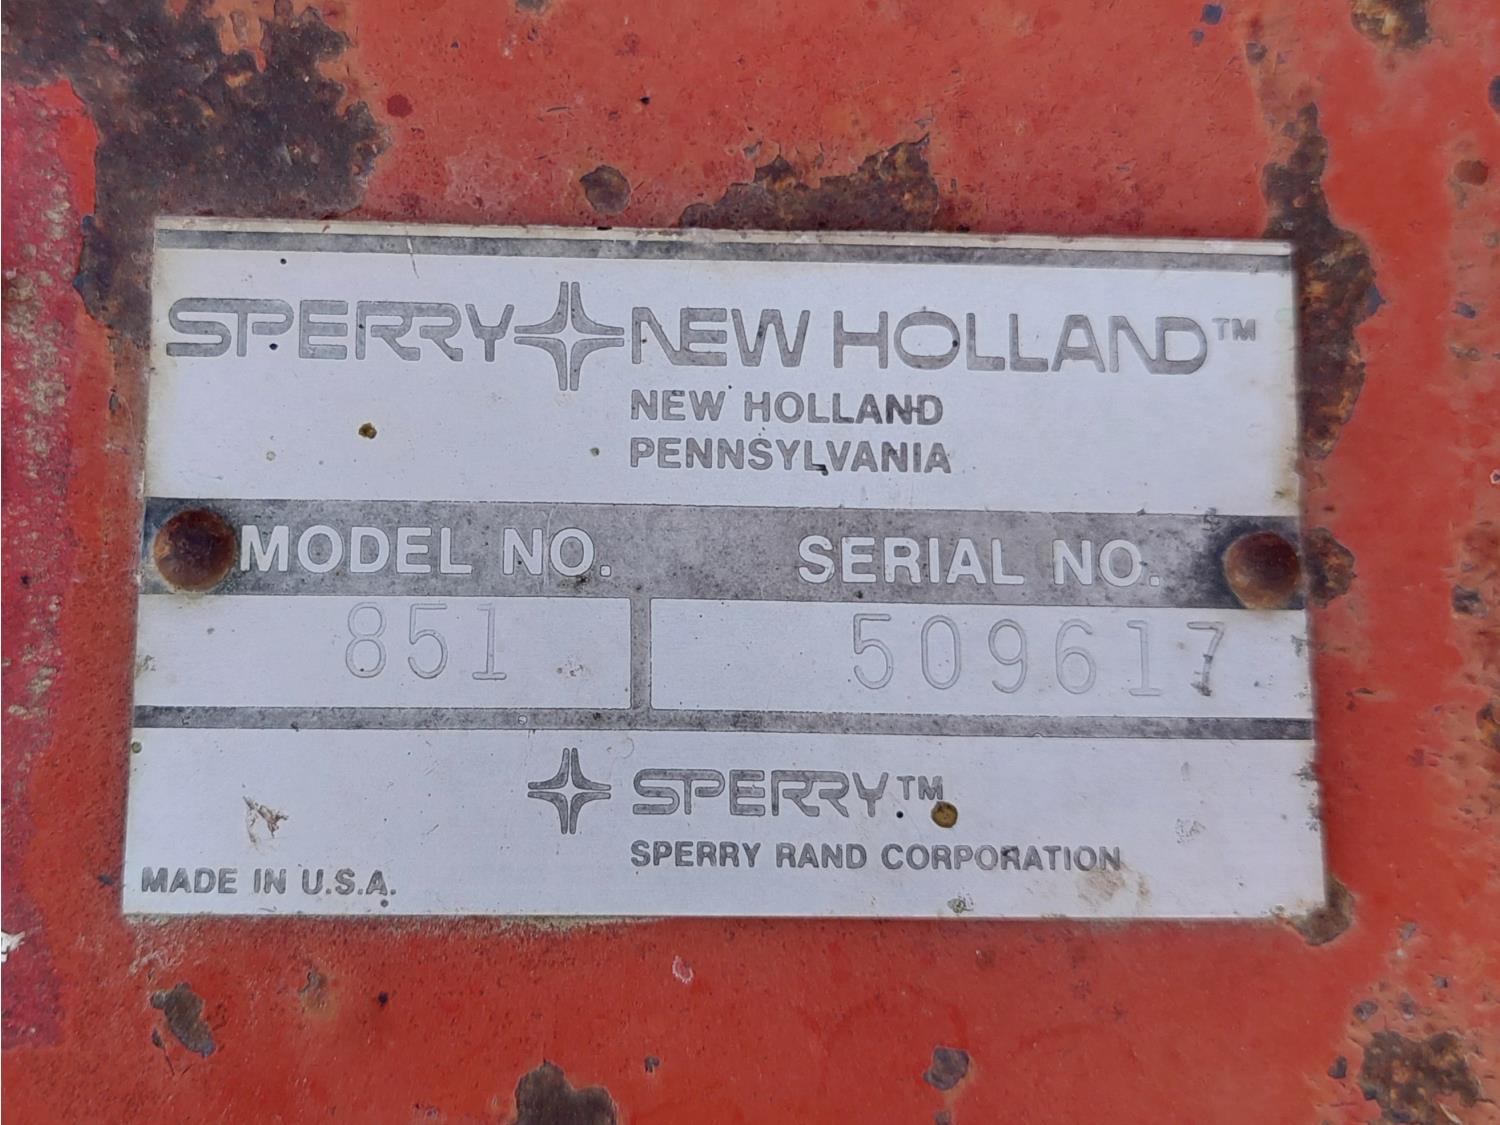 SPERRY NEW HOLLAND™
NEW HOLLAND
PENNSYLVANIA
MODEL NO. SERIAL NO.
851 509617
SPERRY™
SPERRY RAND CORPORATION
MADE IN U.S.A.